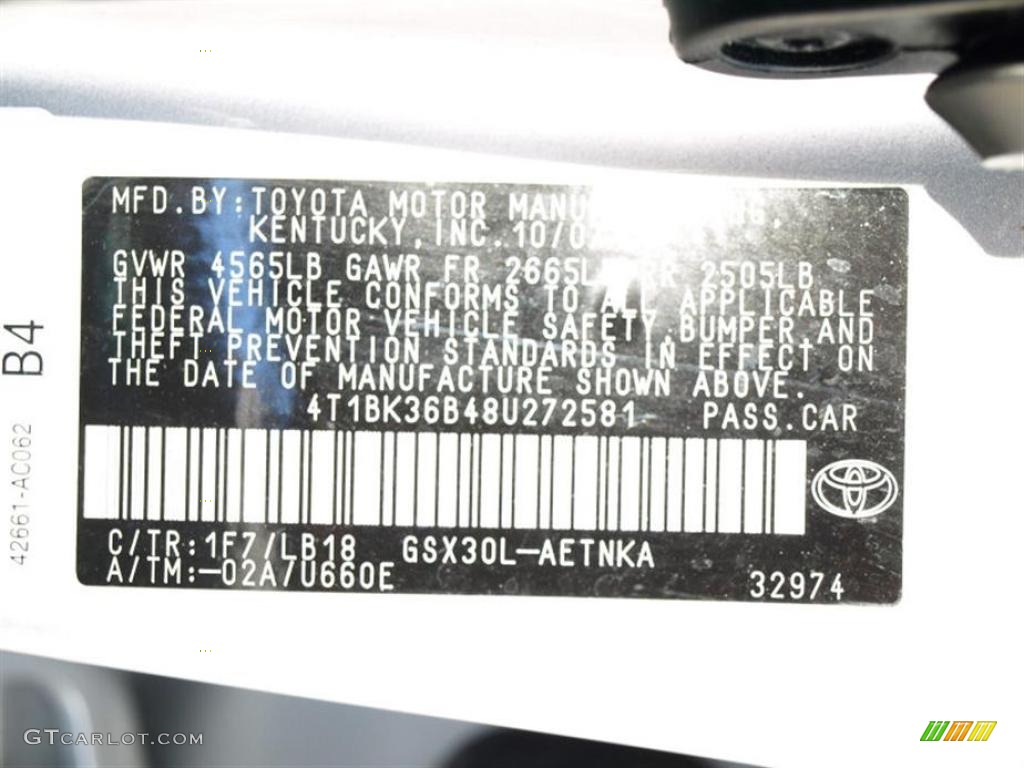 MFD.BY: TOYOTA MOTOR
KENTUCKY, INC. 10/0
GVWR 4565LB GAWR FR 2665L RR 2505LB
THIS VEHICLE CONFORMS TO ALL APPLICABLE
FEDERAL MOTOR VEHICLE SAFETY, BUMPER, AND
THEFT PREVENTION STANDARDS IN EFFECT ON
THE DATE OF MANUFACTURE SHOWN ABOVE.
4T1BK36B48U272581 PASS.CAR
C/TR:1F7/LB18 GSX30L-AETNKA
A/TM:-02A/U660E 32974
B4
42661-AC062
GTCARLOT.COM